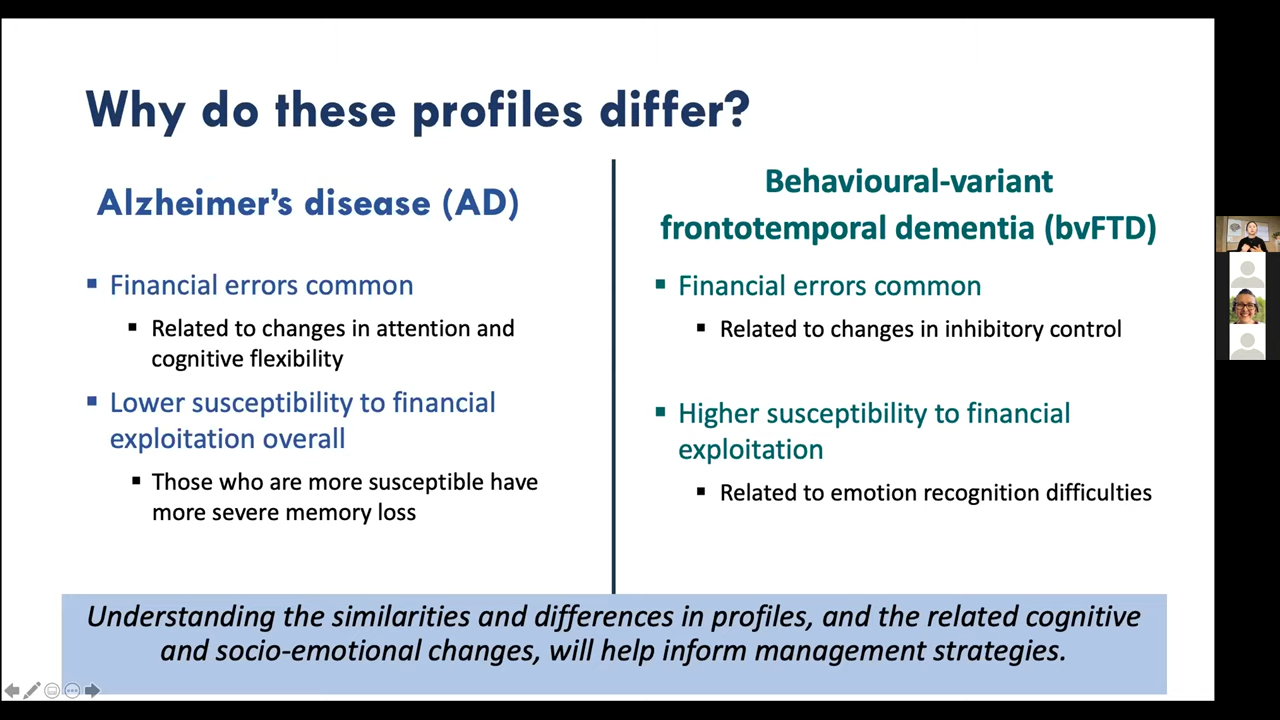 Why do these profiles differ?
Alzheimer's disease (AD)
▪ Financial errors common
▪ Related to changes in attention and
cognitive flexibility
▪ Lower susceptibility to financial
exploitation overall
▪ Those who are more susceptible have
more severe memory loss
Behavioural-variant
frontotemporal dementia (bvFTD)
▪ Financial errors common
▪ Related to changes in inhibitory control
▪ Higher susceptibility to financial
exploitation
▪ Related to emotion recognition difficulties
Understanding the similarities and differences in profiles, and the related cognitive
and socio-emotional changes, will help inform management strategies.